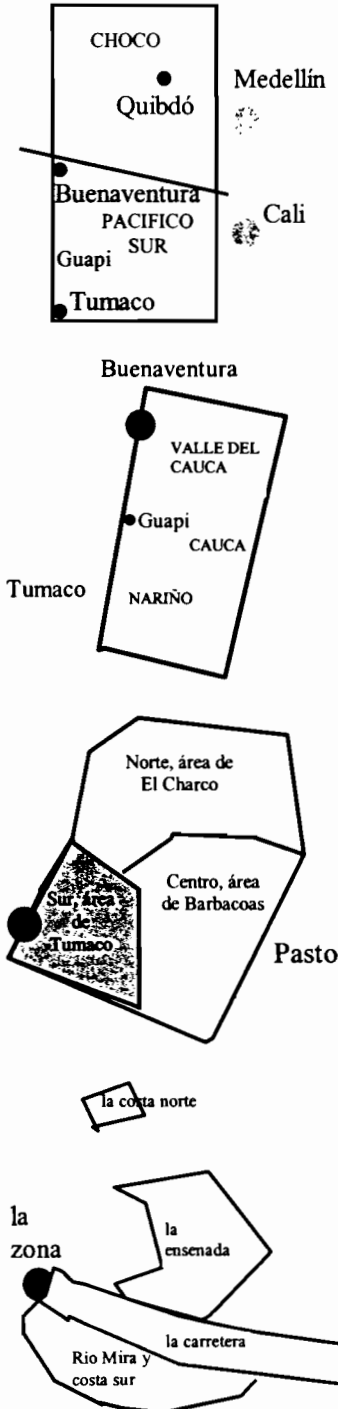 CHOCO
Medellín
Quibdó
Buenaventura
PACIFICO
SUR
Cali
Guapi
Tumaco
Buenaventura
VALLE DEL
CAUCA
Guapi
CAUCA
Tumaco
NARIÑO
Norte, área de
El Charco
Centro, área
de Barbacoas
Sur, área
de
Tumaco
Pasto
la costa norte
la
zona
la
ensenada
la carretera
Rio Mira y
costa sur